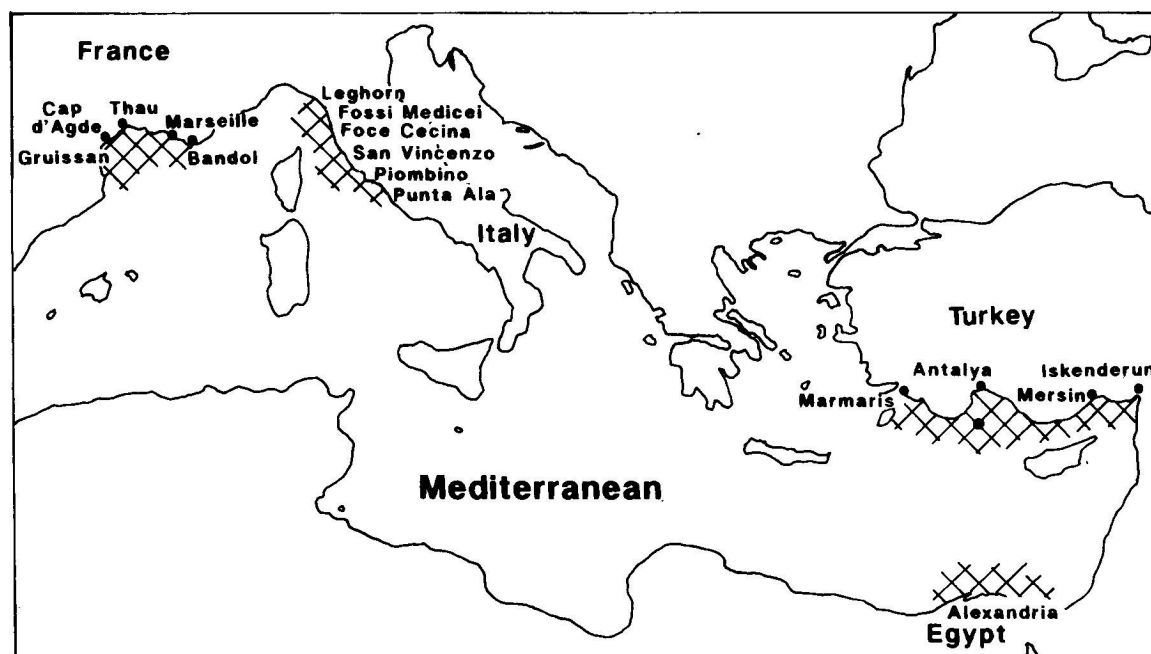 France
Cap
d'Agde
Thau
Marseille
Gruissan
Bandol
Leghorn
Fossi Medicei
Foce Cecina
San Vincenzo
Piombino
Punta Ala
Italy
Turkey
Antalya
Iskenderun
Marmaris
Mersin
Mediterranean
Alexandria
Egypt